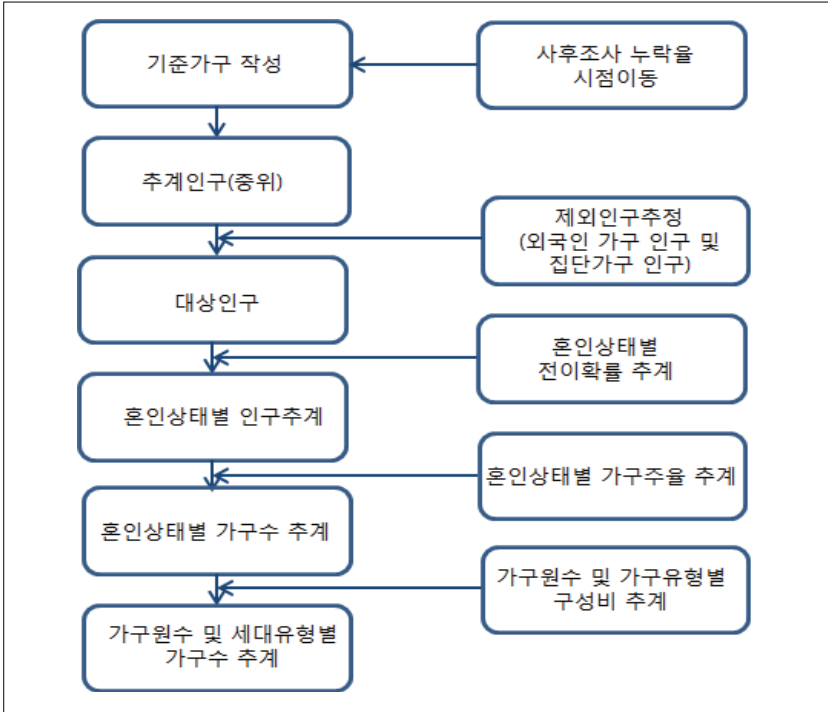 기준가구 작성
사후조사 누락율
시점이동
추계인구(중위)
제외인구추정
(외국인 가구 인구 및
집단가구 인구)
대상인구
혼인상태별
전이확률 추계
혼인상태별 인구추계
혼인상태별 가구주율 추계
혼인상태별 가구수 추계
가구원수 및 가구유형별
구성비 추계
가구원수 및 세대유형별
가구수 추계